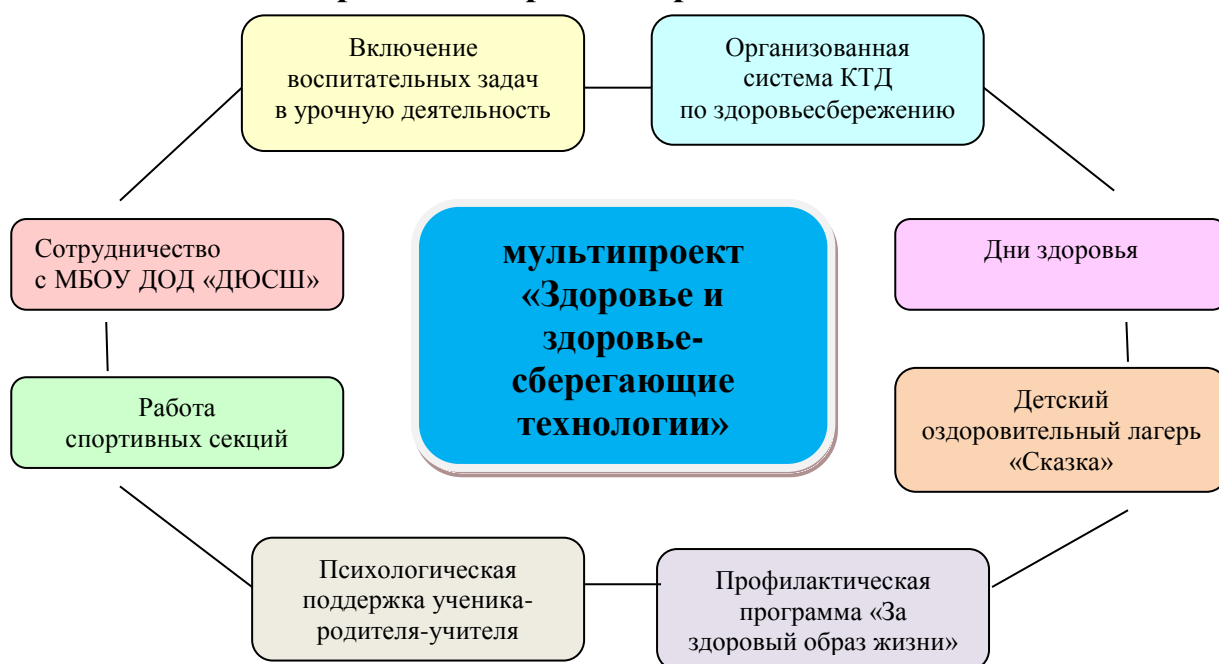 Включение
воспитательных задач
в урочную деятельность
Организованная
система КТД
по здоровьесбережению
Сотрудничество
с МБОУ ДОД «ДЮСШ»
мультипроект
«Здоровье и
здоровье-
сберегающие
технологии»
Дни здоровья
Работа
спортивных секций
Детский
оздоровительный лагерь
«Сказка»
Психологическая
поддержка ученика-
родителя-учителя
Профилактическая
программа «За
здоровый образ жизни»